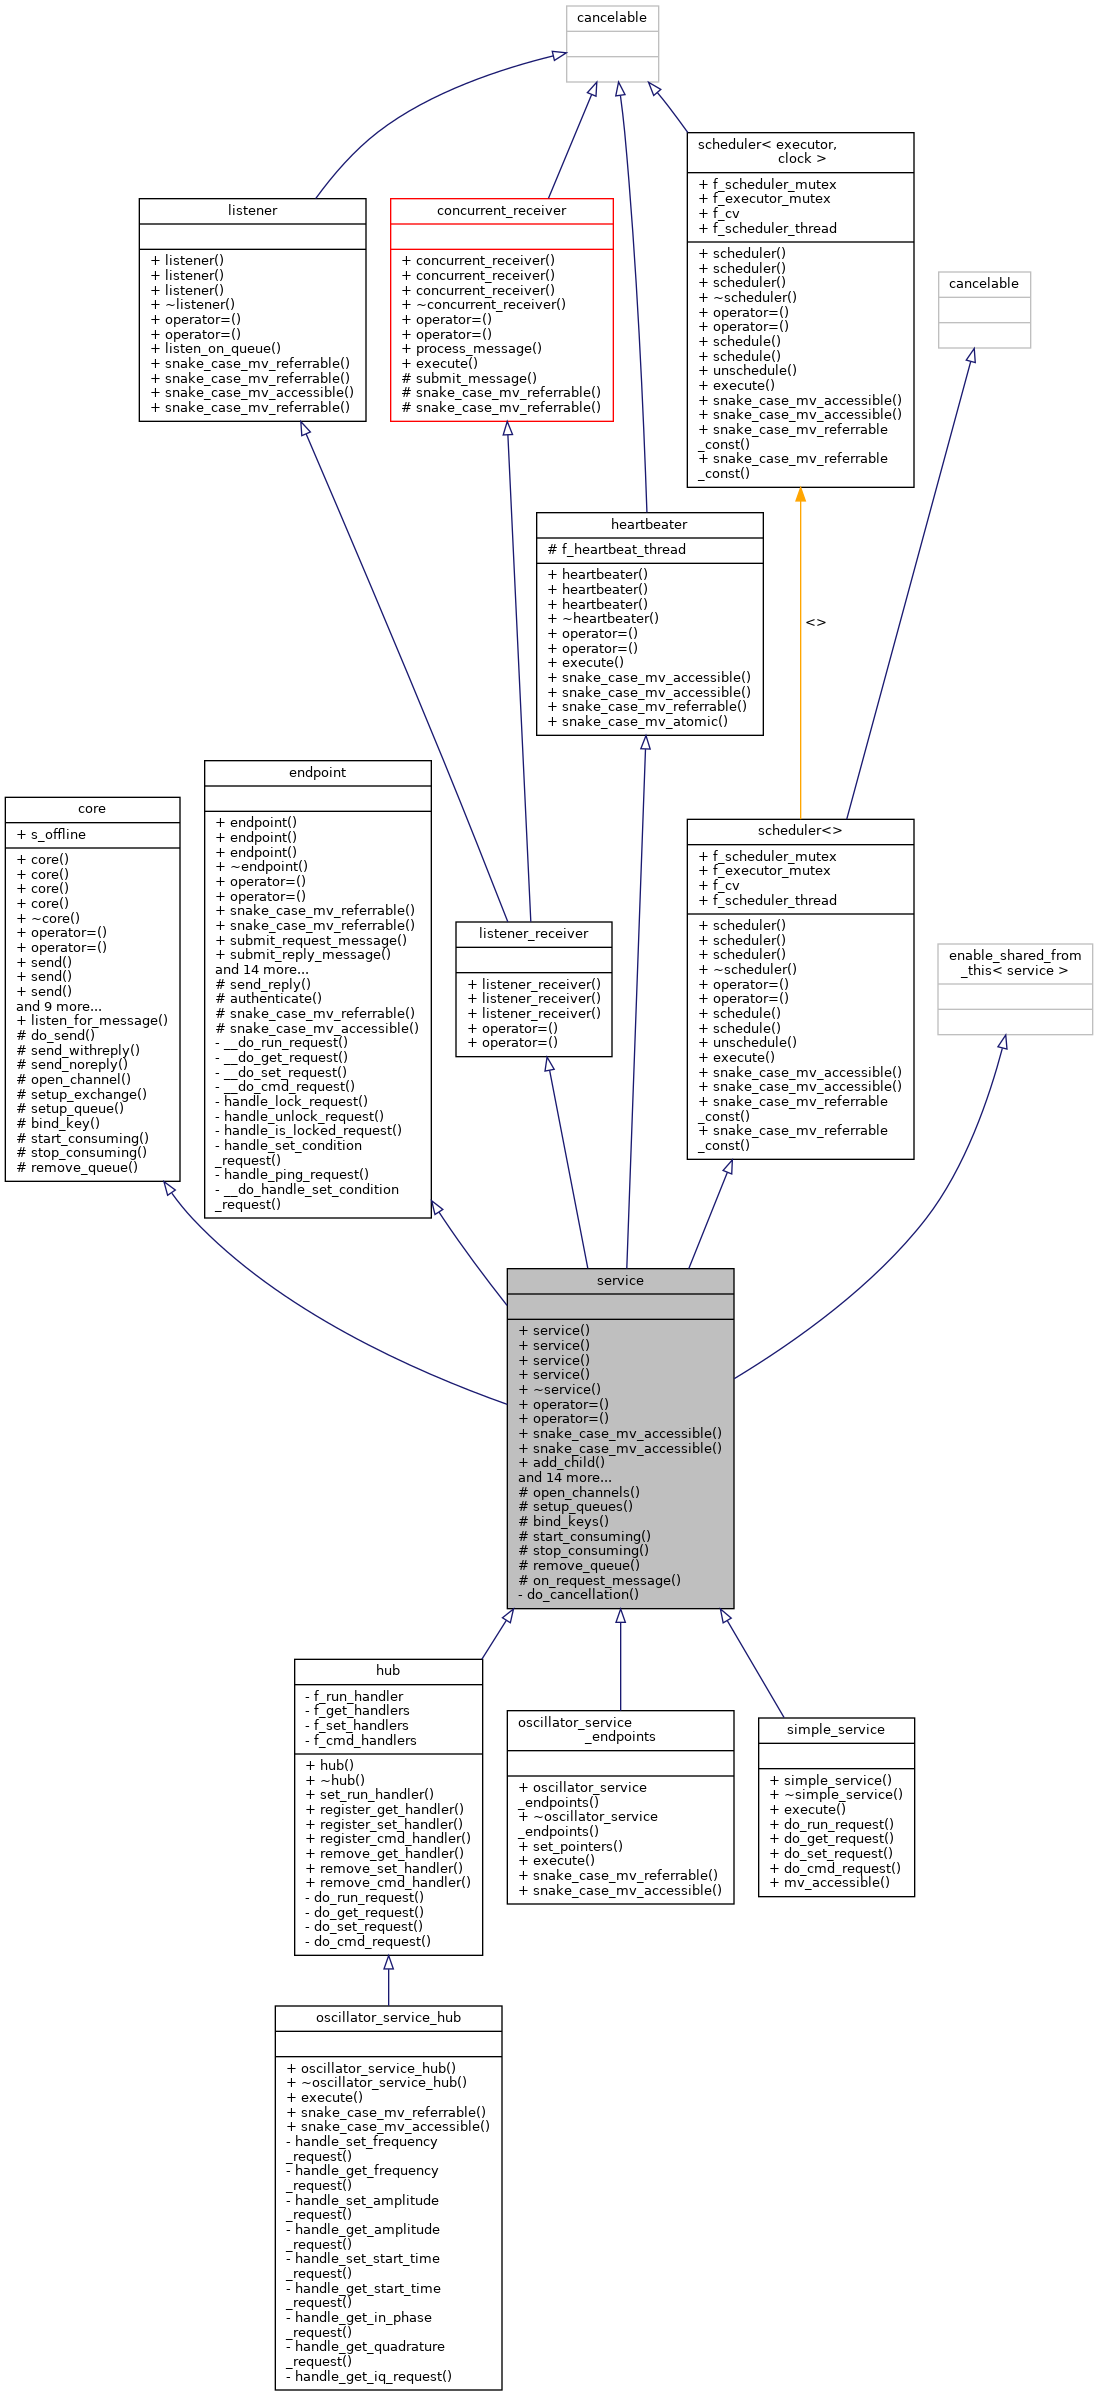 cancelable
scheduler< executor,
clock >
+ f_scheduler_mutex
+ f_executor_mutex
+ f_cv
+ f_scheduler_thread
+ scheduler()
+ scheduler()
+ scheduler()
+ ~scheduler()
+ operator=()
+ operator=()
+ schedule()
+ schedule()
+ unschedule()
+ execute()
+ snake_case_mv_accessible()
+ snake_case_mv_accessible()
+ snake_case_mv_referrable
_const()
+ snake_case_mv_referrable
_const()
listener
+ listener()
+ listener()
+ listener()
+ ~listener()
+ operator=()
+ operator=()
+ listen_on_queue()
+ snake_case_mv_referrable()
+ snake_case_mv_referrable()
+ snake_case_mv_accessible()
+ snake_case_mv_referrable()
concurrent_receiver
+ concurrent_receiver()
+ concurrent_receiver()
+ concurrent_receiver()
+ ~concurrent_receiver()
+ operator=()
+ operator=()
+ process_message()
+ execute()
# submit_message()
# snake_case_mv_referrable()
# snake_case_mv_referrable()
cancelable
heartbeater
# f_heartbeat_thread
+ heartbeater()
+ heartbeater()
+ heartbeater()
+ ~heartbeater()
+ operator=()
+ operator=()
+ execute()
+ snake_case_mv_accessible()
+ snake_case_mv_accessible()
+ snake_case_mv_referrable()
+ snake_case_mv_atomic()
<>
core
+ s_offline
+ core()
+ core()
+ core()
+ core()
+ ~core()
+ operator=()
+ operator=()
+ send()
+ send()
+ send()
and 9 more...
+ listen_for_message()
# do_send()
# send_withreply()
# send_noreply()
# open_channel()
# setup_exchange()
# setup_queue()
# bind_key()
# start_consuming()
# stop_consuming()
# remove_queue()
endpoint
+ endpoint()
+ endpoint()
+ endpoint()
+ ~endpoint()
+ operator=()
+ operator=()
+ snake_case_mv_referrable()
+ snake_case_mv_referrable()
+ submit_request_message()
+ submit_reply_message()
and 14 more...
# send_reply()
# authenticate()
# snake_case_mv_referrable()
# snake_case_mv_accessible()
- __do_run_request()
- __do_get_request()
- __do_set_request()
- __do_cmd_request()
- handle_lock_request()
- handle_unlock_request()
- handle_is_locked_request()
- handle_set_condition
_request()
- handle_ping_request()
- __do_handle_set_condition
_request()
listener_receiver
+ listener_receiver()
+ listener_receiver()
+ listener_receiver()
+ operator=()
+ operator=()
scheduler<>
+ f_scheduler_mutex
+ f_executor_mutex
+ f_cv
+ f_scheduler_thread
+ scheduler()
+ scheduler()
+ scheduler()
+ ~scheduler()
+ operator=()
+ operator=()
+ schedule()
+ schedule()
+ unschedule()
+ execute()
+ snake_case_mv_accessible()
+ snake_case_mv_accessible()
+ snake_case_mv_referrable
_const()
+ snake_case_mv_referrable
_const()
enable_shared_from
_this< service >
service
+ service()
+ service()
+ service()
+ service()
+ ~service()
+ operator=()
+ operator=()
+ snake_case_mv_accessible()
+ snake_case_mv_accessible()
+ add_child()
and 14 more...
# open_channels()
# setup_queues()
# bind_keys()
# start_consuming()
# stop_consuming()
# remove_queue()
# on_request_message()
- do_cancellation()
hub
- f_run_handler
- f_get_handlers
- f_set_handlers
- f_cmd_handlers
+ hub()
+ ~hub()
+ set_run_handler()
+ register_get_handler()
+ register_set_handler()
+ register_cmd_handler()
+ remove_get_handler()
+ remove_set_handler()
+ remove_cmd_handler()
- do_run_request()
- do_get_request()
- do_set_request()
- do_cmd_request()
oscillator_service
_endpoints
+ oscillator_service
_endpoints()
+ ~oscillator_service
_endpoints()
+ set_pointers()
+ execute()
+ snake_case_mv_referrable()
+ snake_case_mv_accessible()
simple_service
+ simple_service()
+ ~simple_service()
+ execute()
+ do_run_request()
+ do_get_request()
+ do_set_request()
+ do_cmd_request()
+ mv_accessible()
oscillator_service_hub
+ oscillator_service_hub()
+ ~oscillator_service_hub()
+ execute()
+ snake_case_mv_referrable()
+ snake_case_mv_accessible()
- handle_set_frequency
_request()
- handle_get_frequency
_request()
- handle_set_amplitude
_request()
- handle_get_amplitude
_request()
- handle_set_start_time
_request()
- handle_get_start_time
_request()
- handle_get_in_phase
_request()
- handle_get_quadrature
_request()
- handle_get_iq_request()